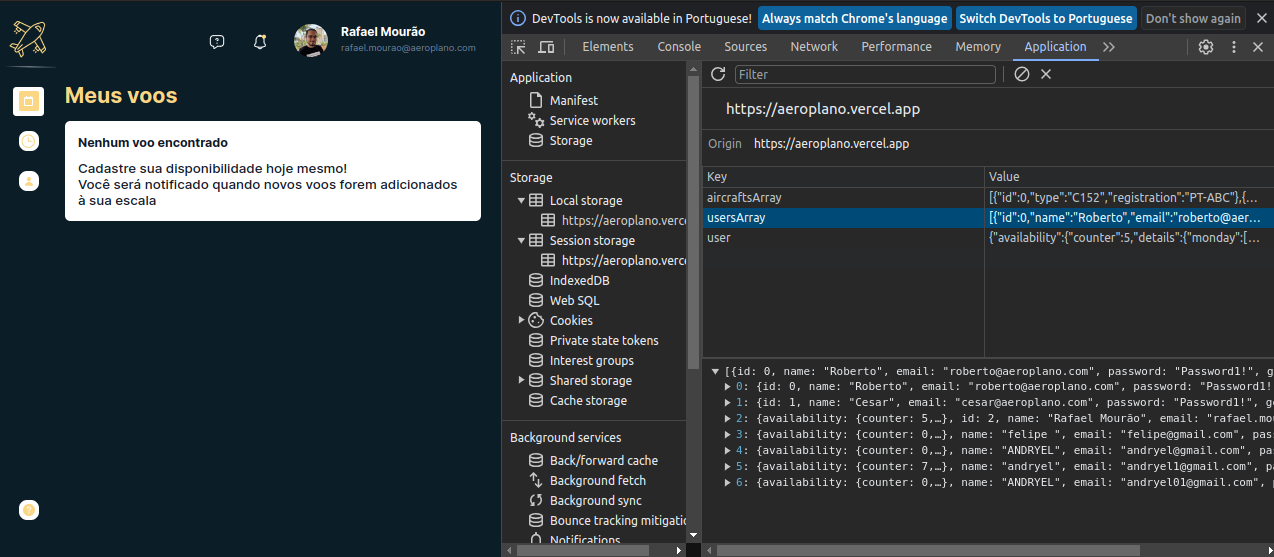 Rafael Mourão
rafael.mourao@aeroplano.com
Meus voos
Nenhum voo encontrado
Cadastre sua disponibilidade hoje mesmo!
Você será notificado quando novos voos forem adicionados
à sua escala
DevTools is now available in Portuguese!
Always match Chrome's language
Switch DevTools to Portuguese
Don't show again
Elements
Console
Sources
Network
Performance
Memory
Application
Application
Manifest
Service workers
Storage
Storage
Local storage
https://aeroplano.verce
Session storage
https://aeroplano.verce
IndexedDB
Web SQL
Cookies
Private state tokens
Interest groups
Shared storage
Cache storage
Background services
Back/forward cache
Background fetch
Background sync
Bounce tracking mitigatio
Notifications
Filter
https://aeroplano.vercel.app
Origin https://aeroplano.vercel.app
Key Value
aircraftsArray [{"id":0,"type":"C152","registration":"PT-ABC"},{…
usersArray [{"id":0,"name":"Roberto","email":"roberto@aer…
user {"availability":{"counter":5,"details":{"monday":[…
[{id: 0, name: "Roberto", email: "roberto@aeroplano.com", password: "Password1!", g
0: {id: 0, name: "Roberto", email: "roberto@aeroplano.com", password: "Password1!
1: {id: 1, name: "Cesar", email: "cesar@aeroplano.com", password: "Password1!", g
2: {availability: {counter: 5,…}, id: 2, name: "Rafael Mourão", email: "rafael.mo
3: {availability: {counter: 0,…}, name: "felipe ", email: "felipe@gmail.com", pas
4: {availability: {counter: 0,…}, name: "ANDRYEL", email: "andryel@gmail.com", pa
5: {availability: {counter: 7,…}, name: "andryel", email: "andryel1@gmail.com", p
6: {availability: {counter: 0,…}, name: "ANDRYEL", email: "andryel01@gmail.com",